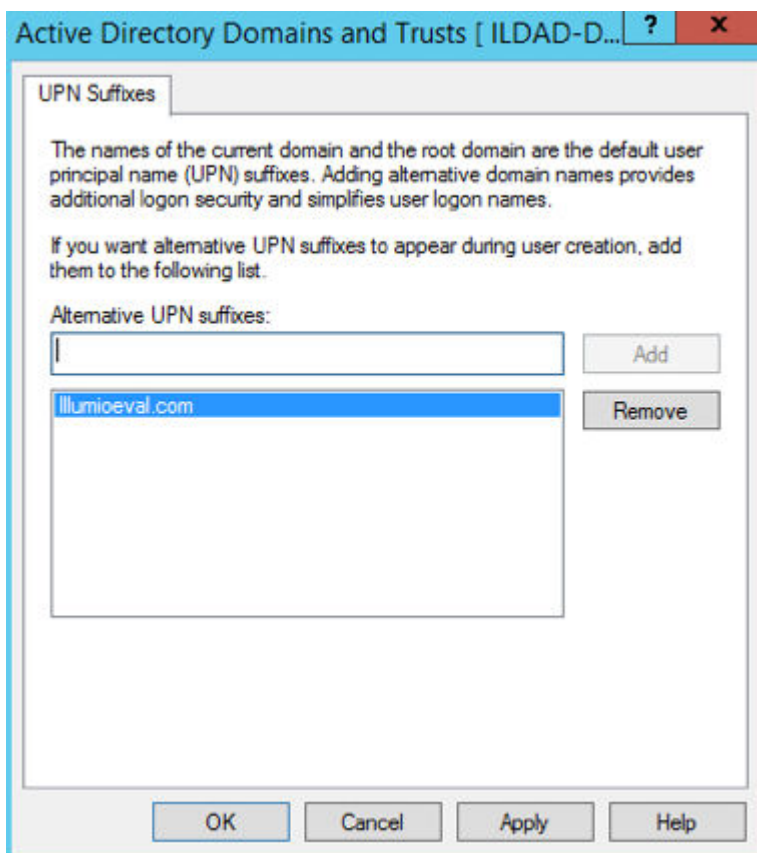 Active Directory Domains and Trusts [ ILDAD-D...
?
x
UPN Suffixes
The names of the current domain and the root domain are the default user
principal name (UPN) suffixes. Adding alternative domain names provides
additional logon security and simplifies user logon names.
If you want alternative UPN suffixes to appear during user creation, add
them to the following list.
Alternative UPN suffixes:
Add
Illumioeval.com
Remove
OK
Cancel
Apply
Help